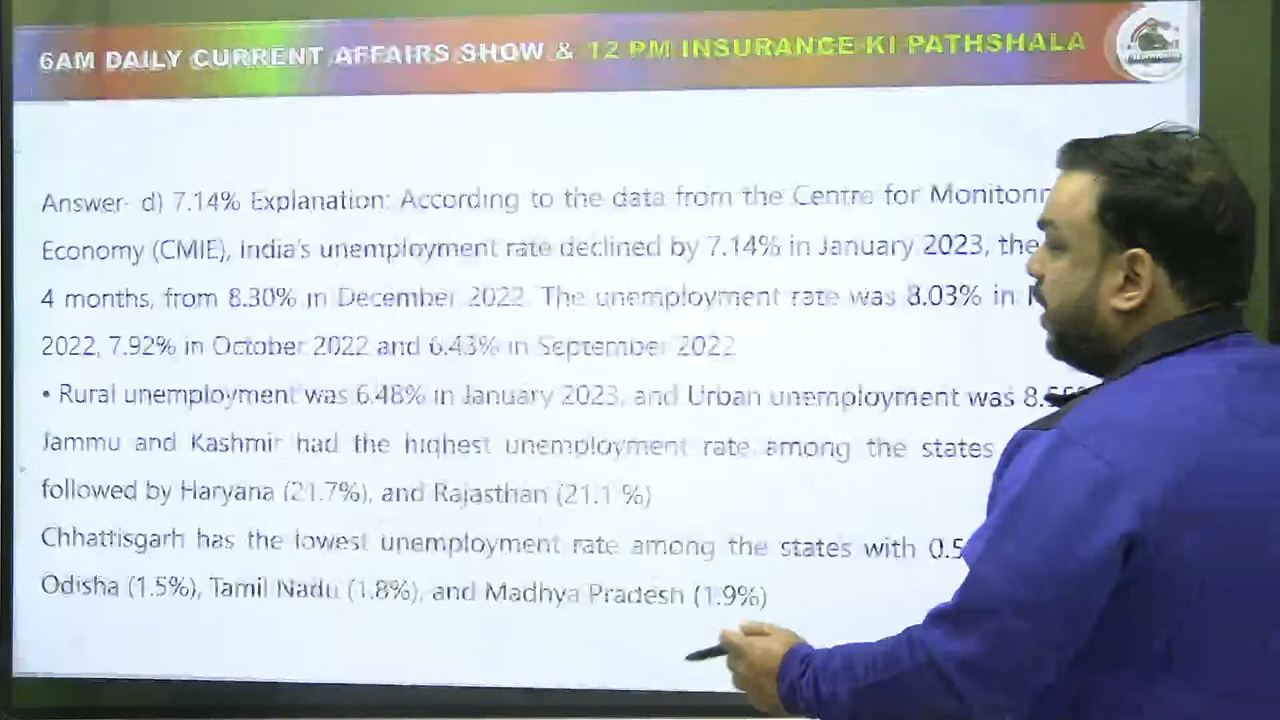 6AM DAILY CURRENT AFFAIRS SHOW & 12 PM INSURANCE KI PATHSHALA
Answer- d) 7.14% Explanation: According to the data from the Centre for
Economy (CMIE), India's unemployment rate declined by 7.14% in January 2023, the
4 months, from 8.30% in December 2022. The unemployment rate was 8.03% in
2022, 7.92% in October 2022 and 6.43% in September 2022
• Rural unemployment was 6.48% in January 2023, and Urban unemployment was
Jammu and Kashmir had the highest unemployment rate among the states
followed by Haryana (21.7%), and Rajasthan (21.1 %)
Chhattisgarh has the lowest unemployment rate among the states with
Odisha (1.5%), Tamil Nadu (1.8%), and Madhya Pradesh (1.9%)